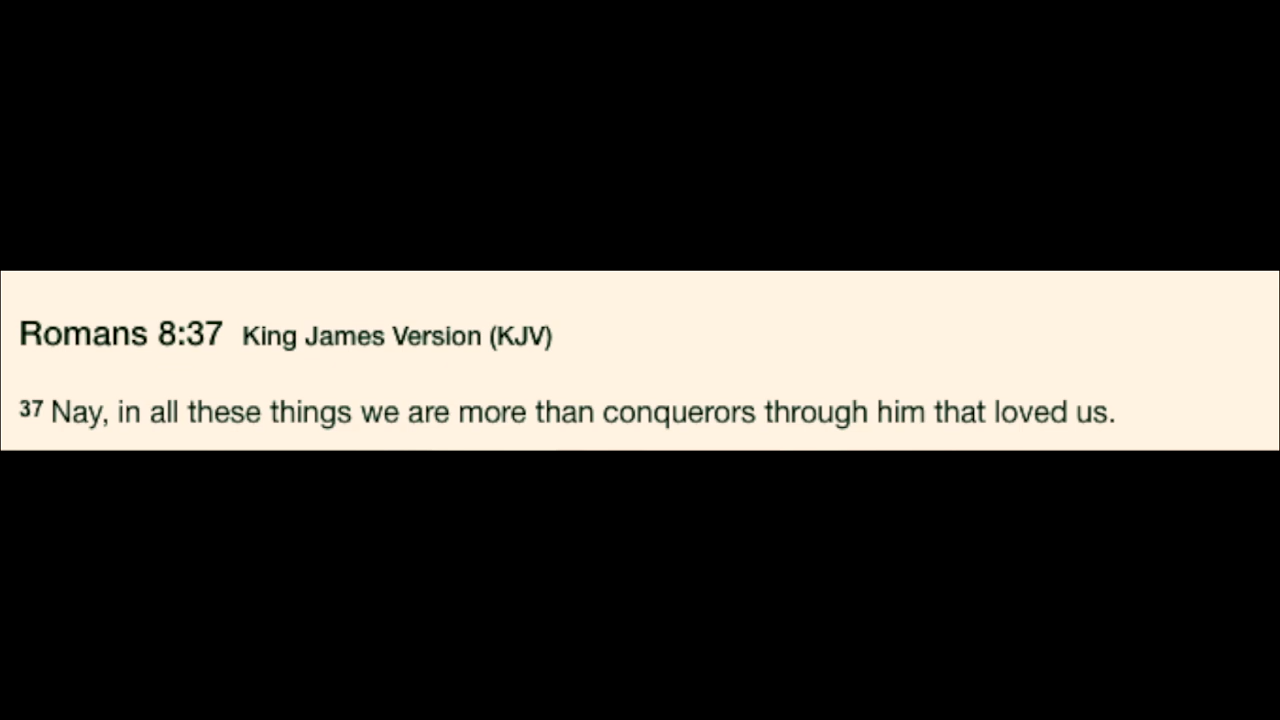 Romans 8:37 King James Version (KJV)
37 Nay, in all these things we are more than conquerors through him that loved us.